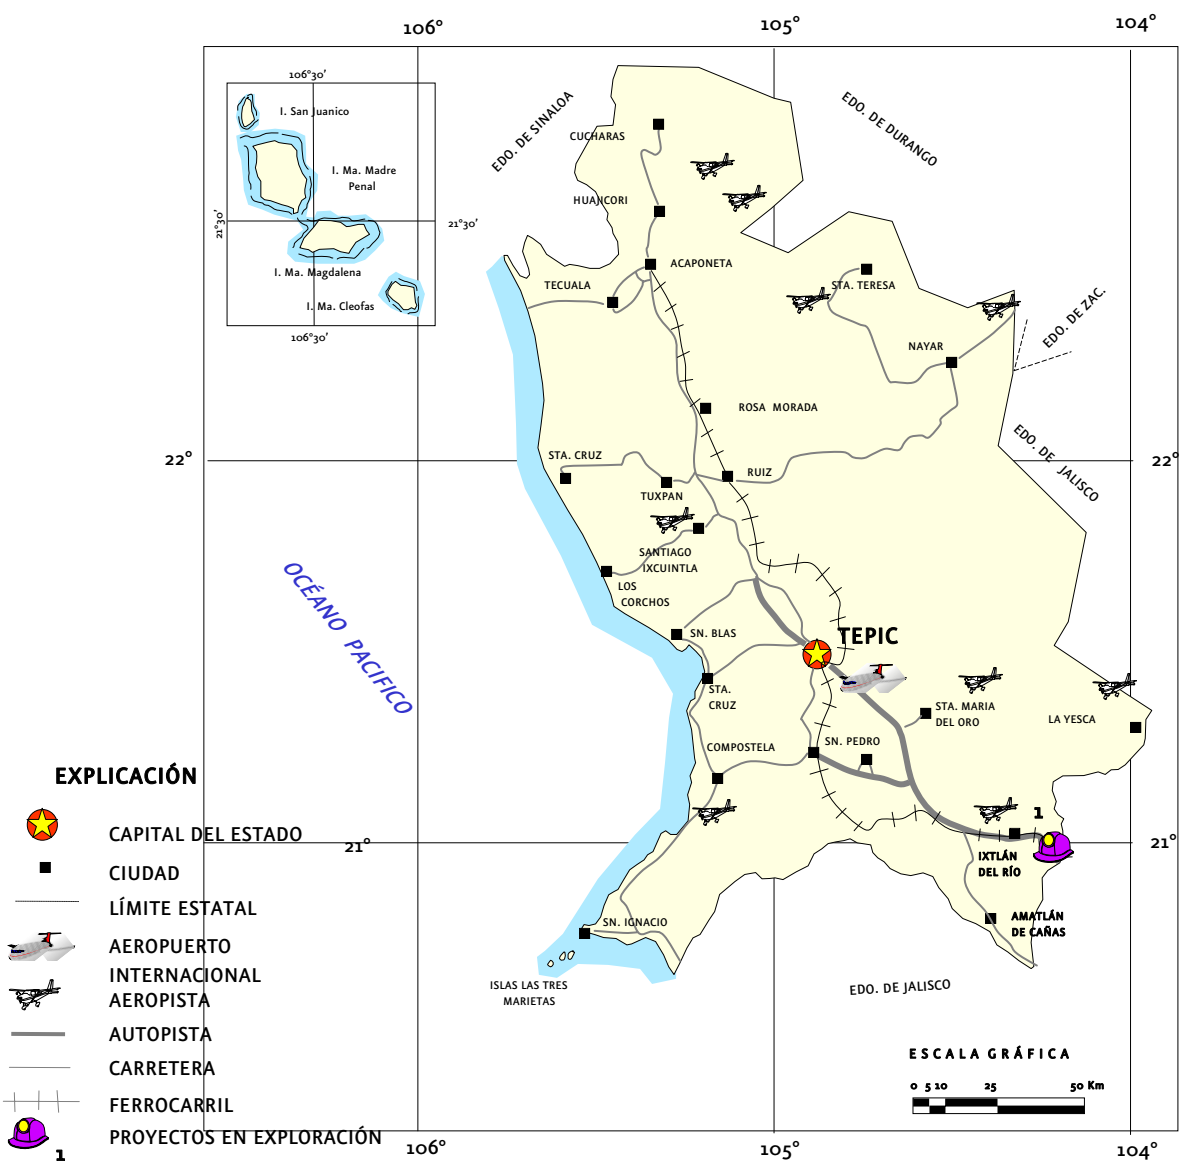 106°
105°
104°
106°30'
I. San Juanico
I. Ma. Madre
Penal
21°30'
21°30'
I. Ma. Magdalena
I. Ma. Cleofas
106°30'
EDO. DE SINALOA
EDO. DE DURANGO
CUCHARAS
HUAJICORI
ACAPONETA
TECUALA
STA. TERESA
EDO. DE ZAC.
NAYAR
ROSA MORADA
EDO. DE JALISCO
22°
22°
STA. CRUZ
RUIZ
TUXPAN
SANTIAGO
IXCUINTLA
LOS
CORCHOS
OCÉANO PACIFICO
SN. BLAS
TEPIC
STA.
CRUZ
STA. MARIA
DEL ORO
LA YESCA
COMPOSTELA
SN. PEDRO
EXPLICACIÓN
CAPITAL DEL ESTADO
CIUDAD
LÍMITE ESTATAL
AEROPUERTO
INTERNACIONAL
AEROPISTA
AUTOPISTA
CARRETERA
FERROCARRIL
PROYECTOS EN EXPLORACIÓN
1
21°
21°
1
IXTLÁN
DEL RÍO
AMATLÁN
DE CAÑAS
SN. IGNACIO
ISLAS LAS TRES
MARIETAS
EDO. DE JALISCO
ESCALA GRÁFICA
0 5 10 25 50 Km
106°
105°
104°